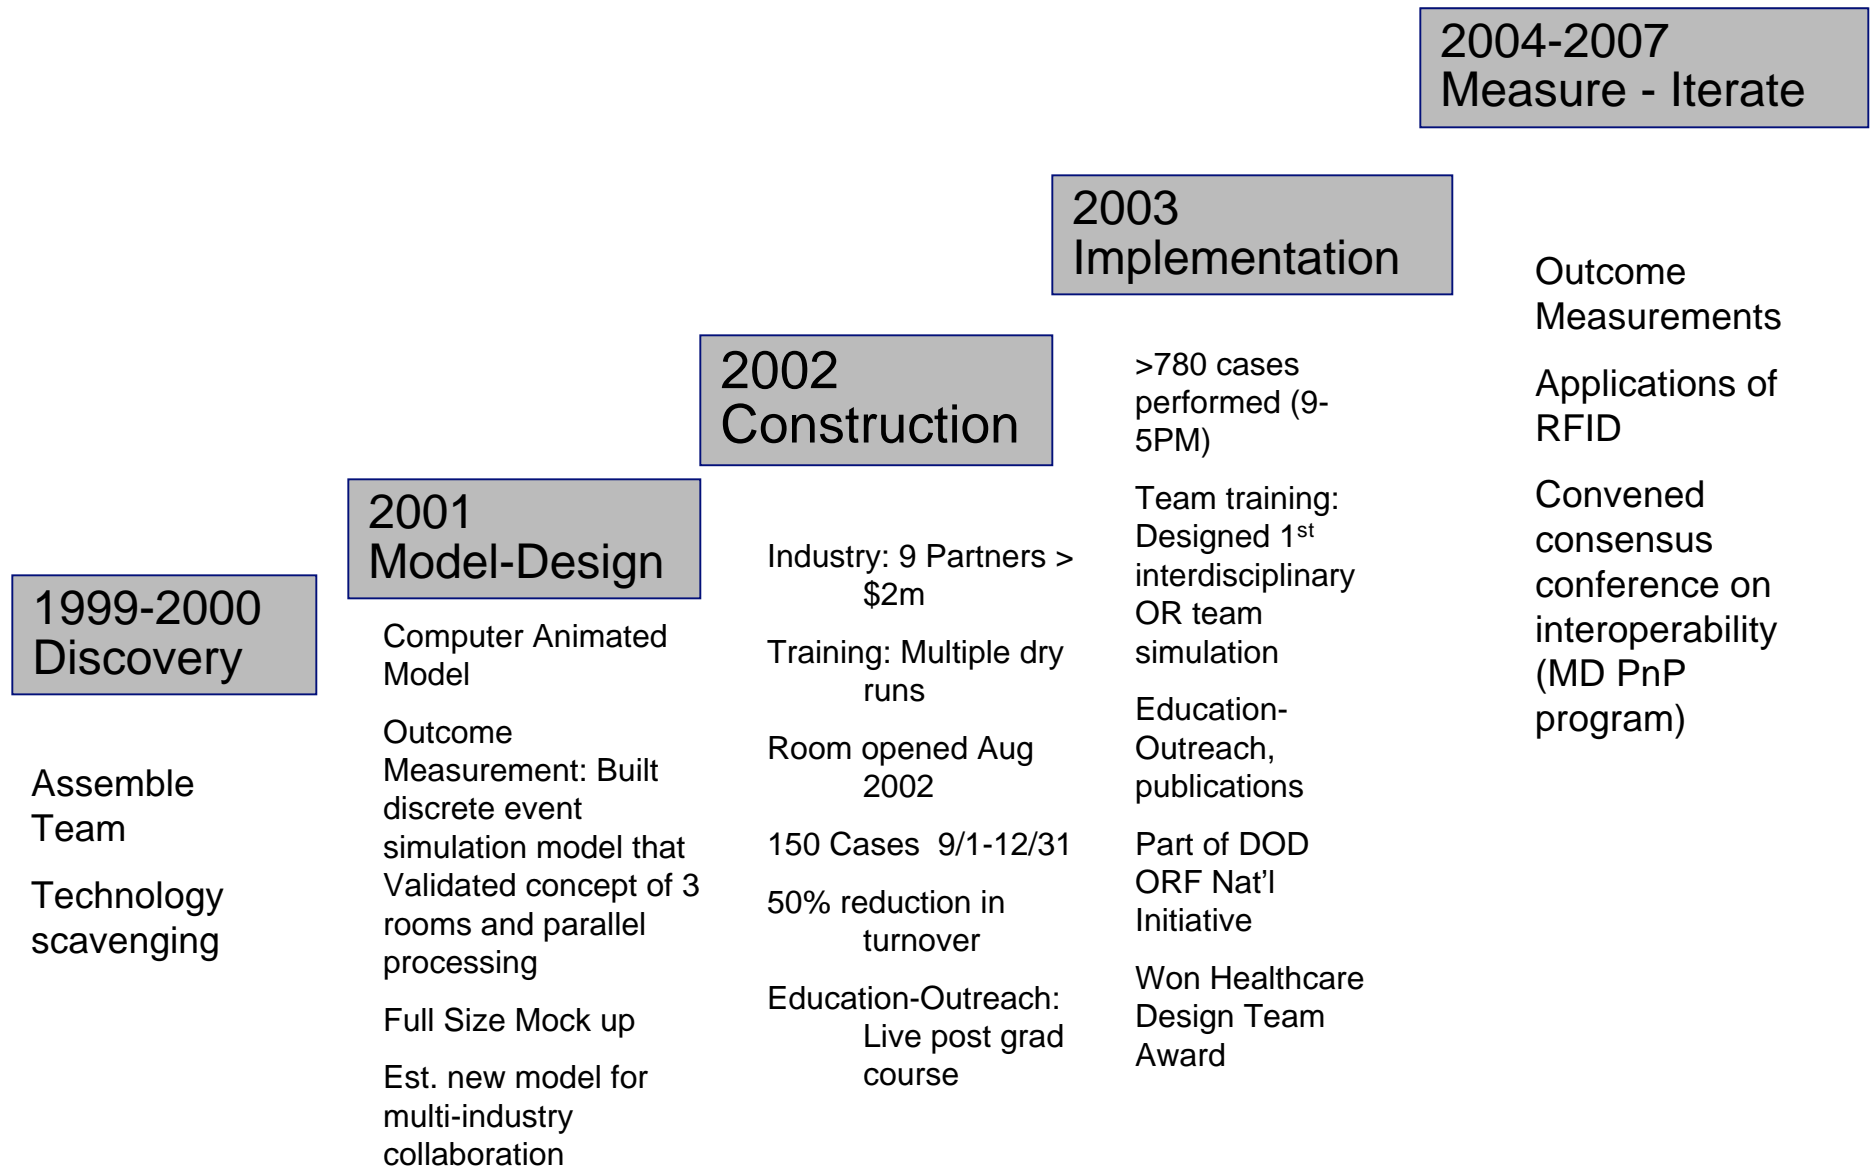 1999-2000
Discovery
Assemble
Team
Technology
scavenging
2001
Model-Design
Computer Animated
Model
Outcome
Measurement: Built
discrete event
simulation model that
Validated concept of 3
rooms and parallel
processing
Full Size Mock up
Est. new model for
multi-industry
collaboration
2002
Construction
Industry: 9 Partners >
$2m
Training: Multiple dry
runs
Room opened Aug
2002
150 Cases  9/1-12/31
50% reduction in
turnover
Education-Outreach:
Live post grad
course
2003
Implementation
>780 cases
performed (9-
5PM)
Team training:
Designed 1st
interdisciplinary
OR team
simulation
Education-
Outreach,
publications
Part of DOD
ORF Nat’l
Initiative
Won Healthcare
Design Team
Award
2004-2007
Measure - Iterate
Outcome
Measurements
Applications of
RFID
Convened
consensus
conference on
interoperability
(MD PnP
program)